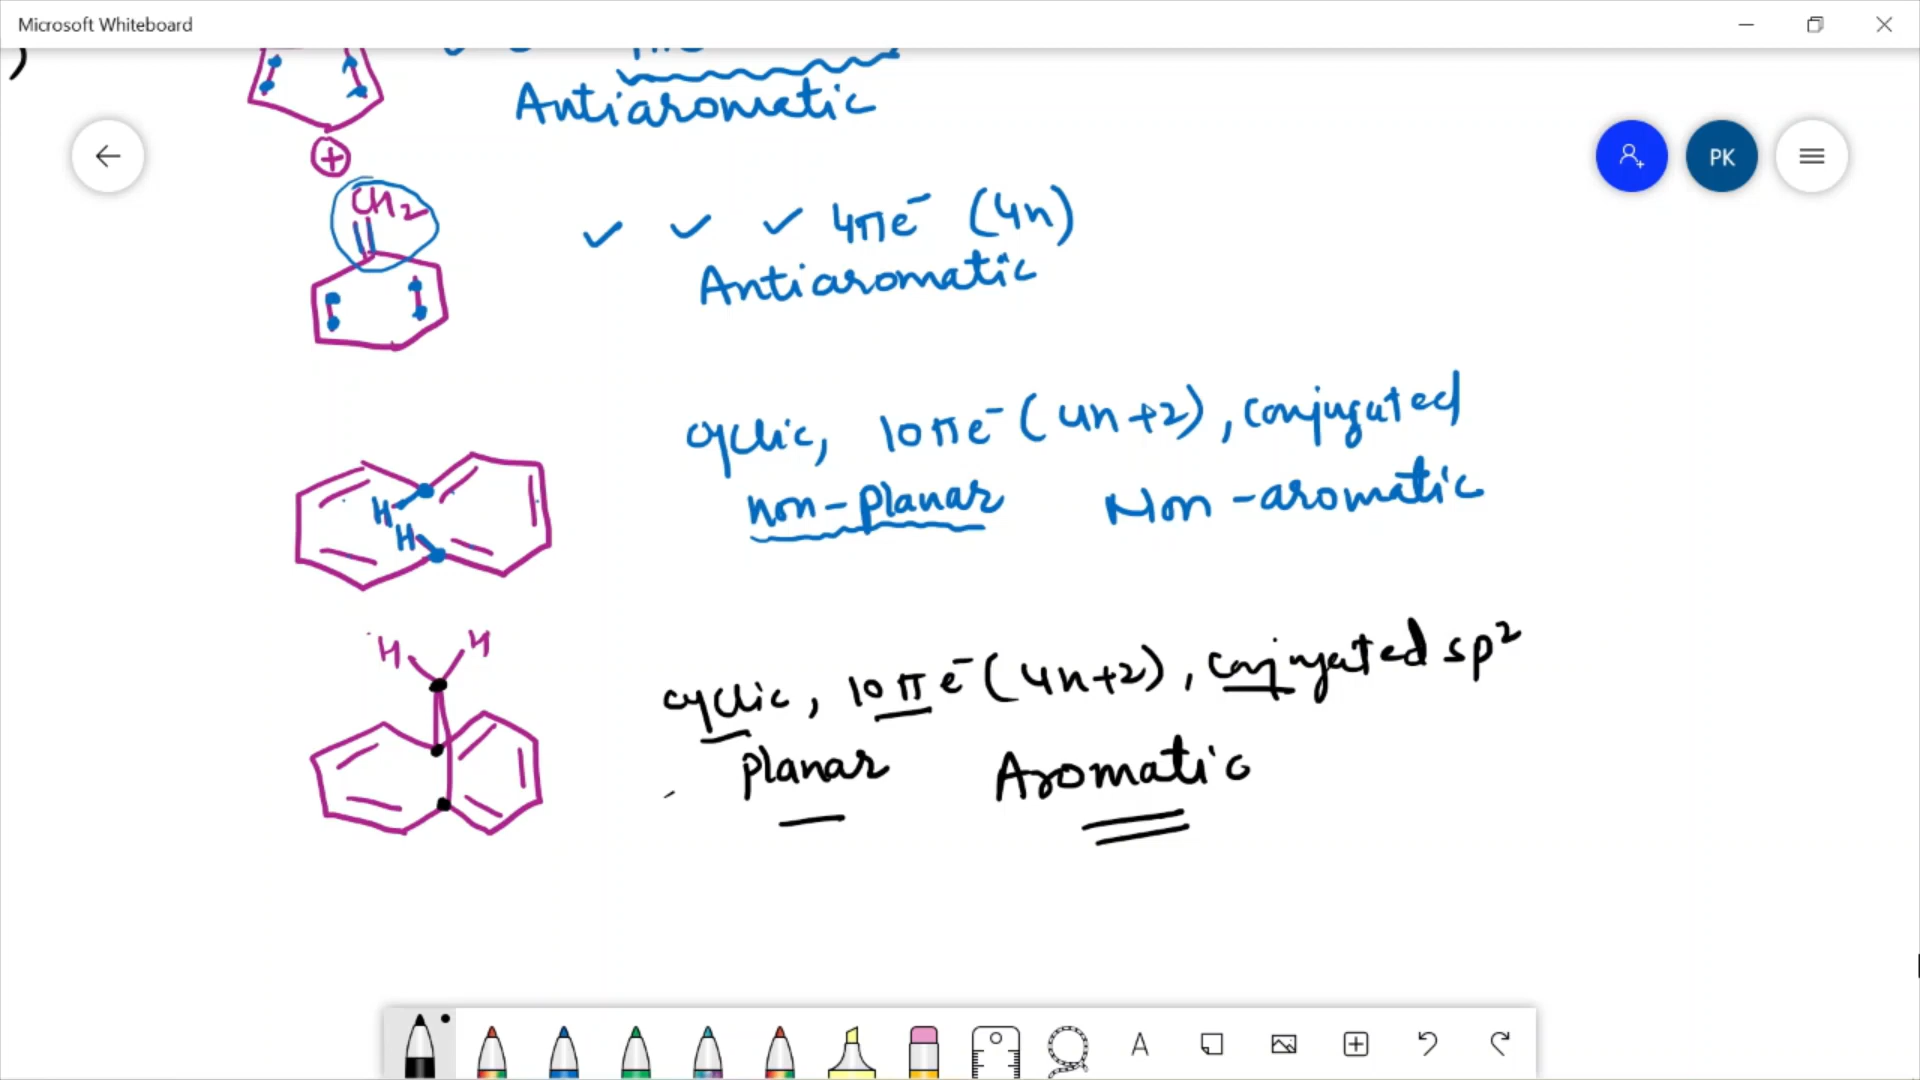 Microsoft Whiteboard
Antiaromatic
+
CH2
4πe⁻ (4n)
Antiaromatic
PK
cyclic, 10πe⁻ (4n+2), conjugated
non-planar Non-aromatic
H
H
H H
cyclic, 10πe⁻ (4n+2), conjugated sp²
planar Aromatic
A